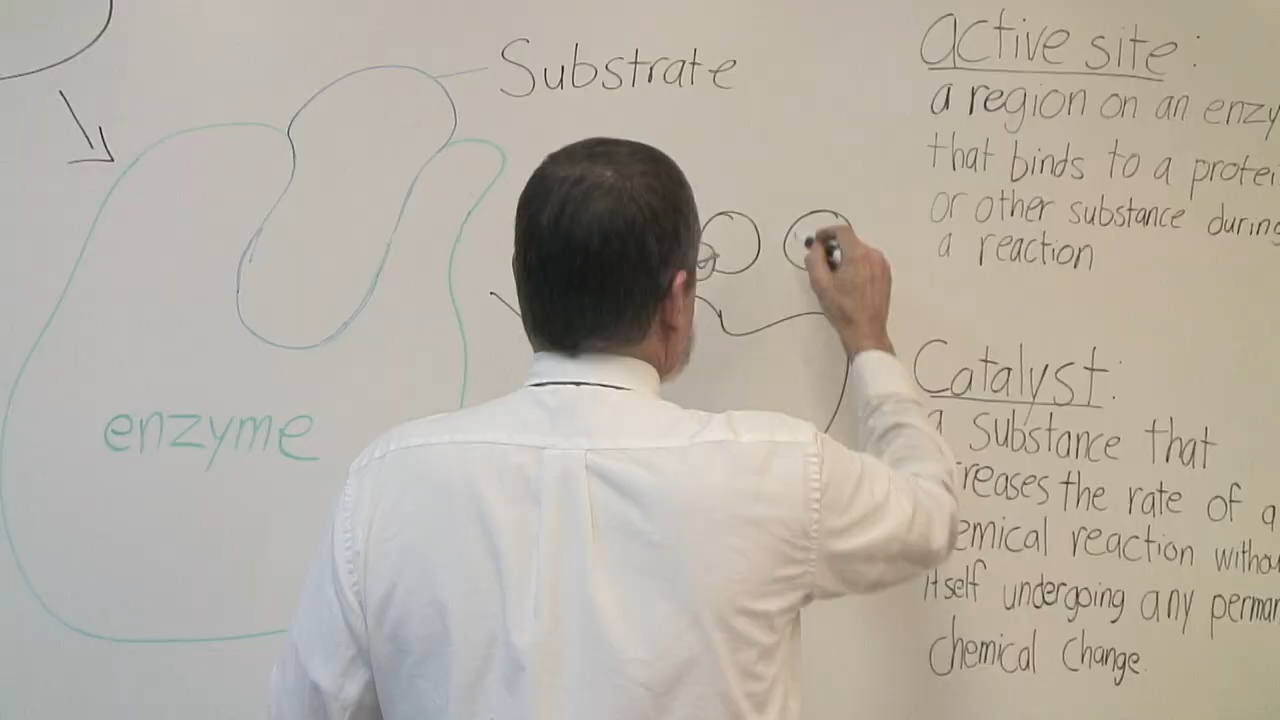 Substrate
enzyme
active site:
a region on an enzy
that binds to a protei
or other substance during
a reaction
Catalyst:
a substance that
reases the rate of a
emical reaction withou
itself undergoing any perman
chemical change.